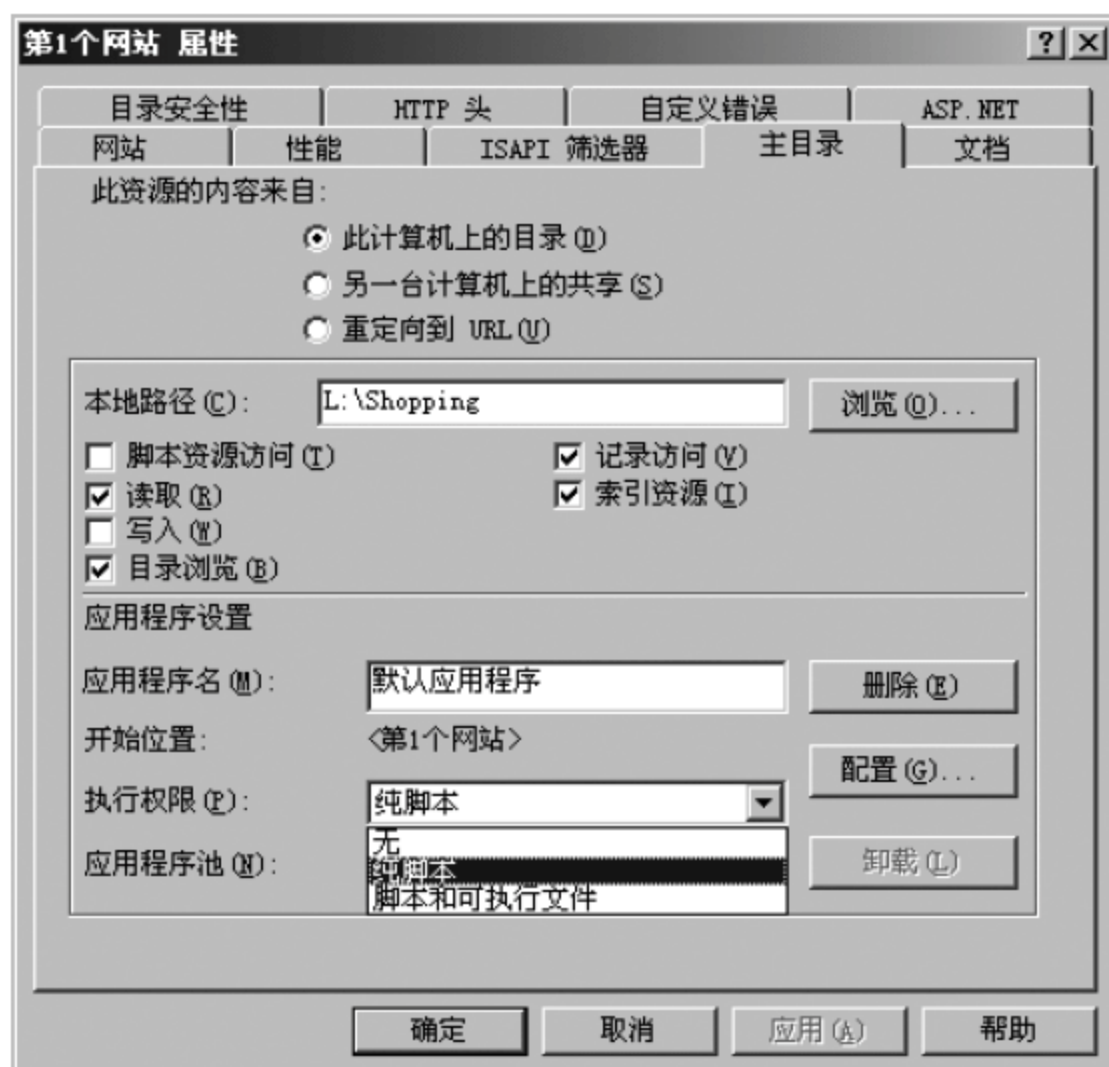 第1个网站 属性
目录安全性 HTTP 头 自定义错误 ASP.NET
网站 性能 ISAPI 筛选器 主目录 文档
此资源的内容来自:
此计算机上的目录(D)
另一台计算机上的共享(S)
重定向到 URL(U)
本地路径(C): L:\Shopping 浏览(O)...
脚本资源访问(T) 记录访问(V)
读取(R) 索引资源(I)
写入(W)
目录浏览(B)
应用程序设置
应用程序名(M): 默认应用程序 删除(E)
开始位置: <第1个网站>
配置(G)...
执行权限(P): 纯脚本
无
纯脚本
应用程序池(N): 卸载(L)
脚本和可执行文件
确定 取消 应用(A) 帮助